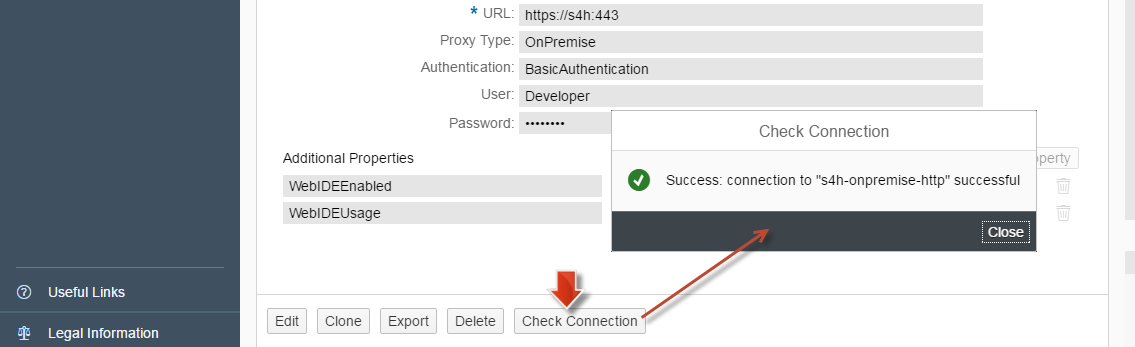 * URL: https://s4h:443
Proxy Type: OnPremise
Authentication: BasicAuthentication
User: Developer
Password: ••••••••
Check Connection
Additional Properties
operty
Success: connection to "s4h-onpremise-http" successful
WebIDEEnabled
WebIDEUsage
Close
Useful Links
Legal Information
Edit Clone Export Delete Check Connection